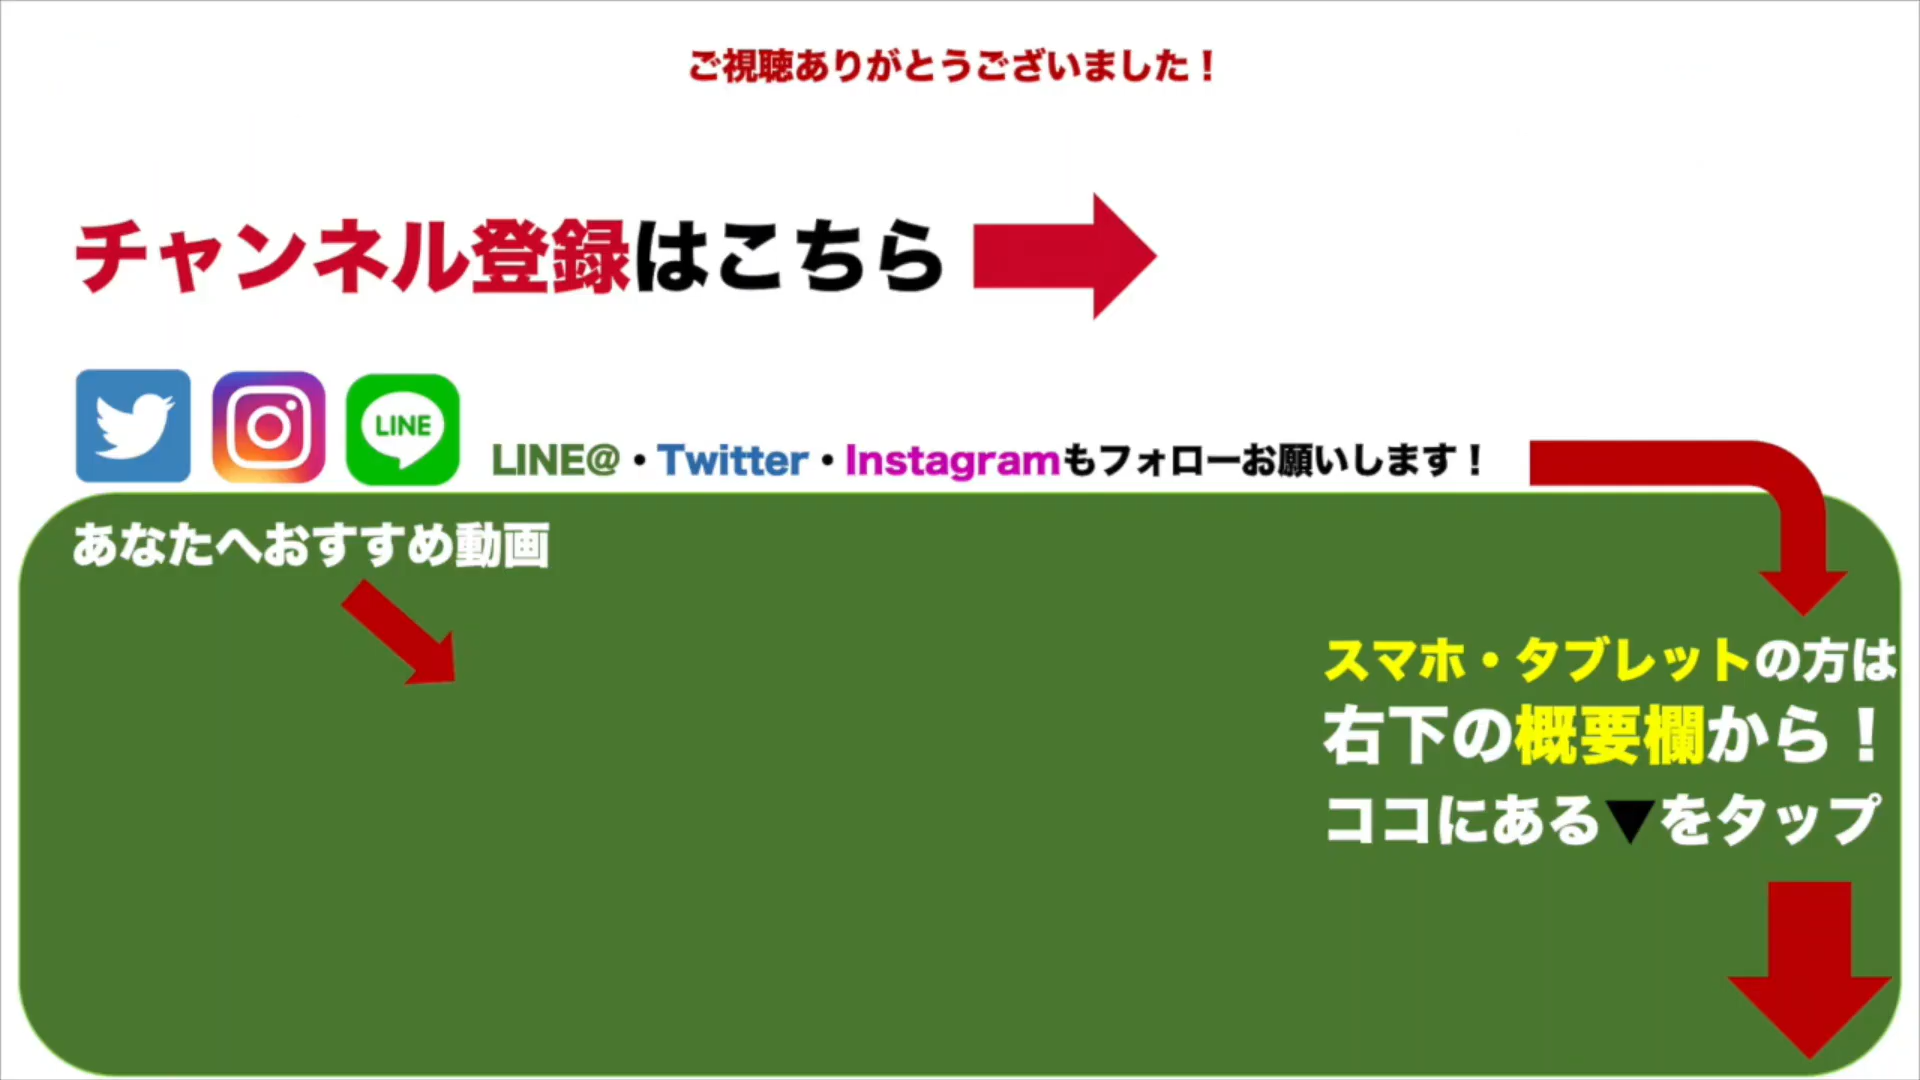 ご視聴ありがとうございました！
チャンネル登録はこちら
LINE
LINE@・Twitter・Instagramもフォローお願いします！
あなたへおすすめ動画
スマホ・タブレットの方は
右下の概要欄から！
ココにある▼をタップ